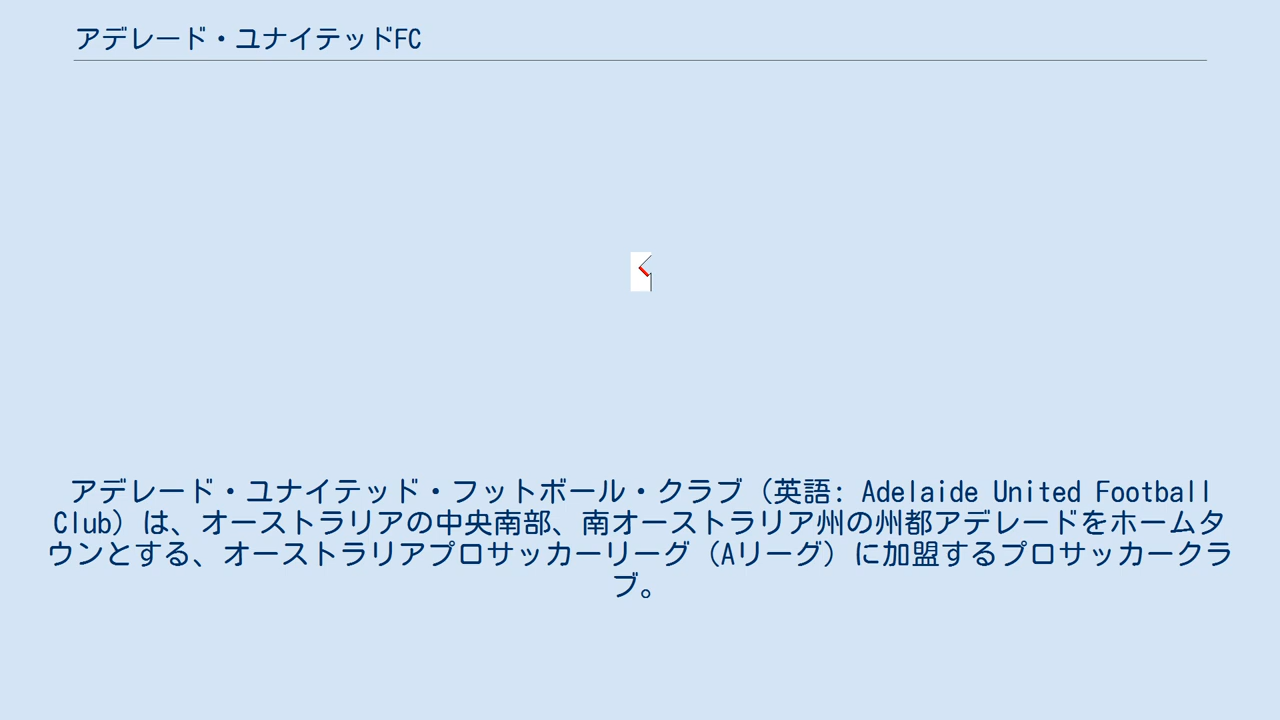 アデレード・ユナイテッドFC
アデレード・ユナイテッド・フットボール・クラブ（英語: Adelaide United Football
Club）は、オーストラリアの中央南部、南オーストラリア州の州都アデレードをホームタ
ウンとする、オーストラリアプロサッカーリーグ（Aリーグ）に加盟するプロサッカークラ
ブ。